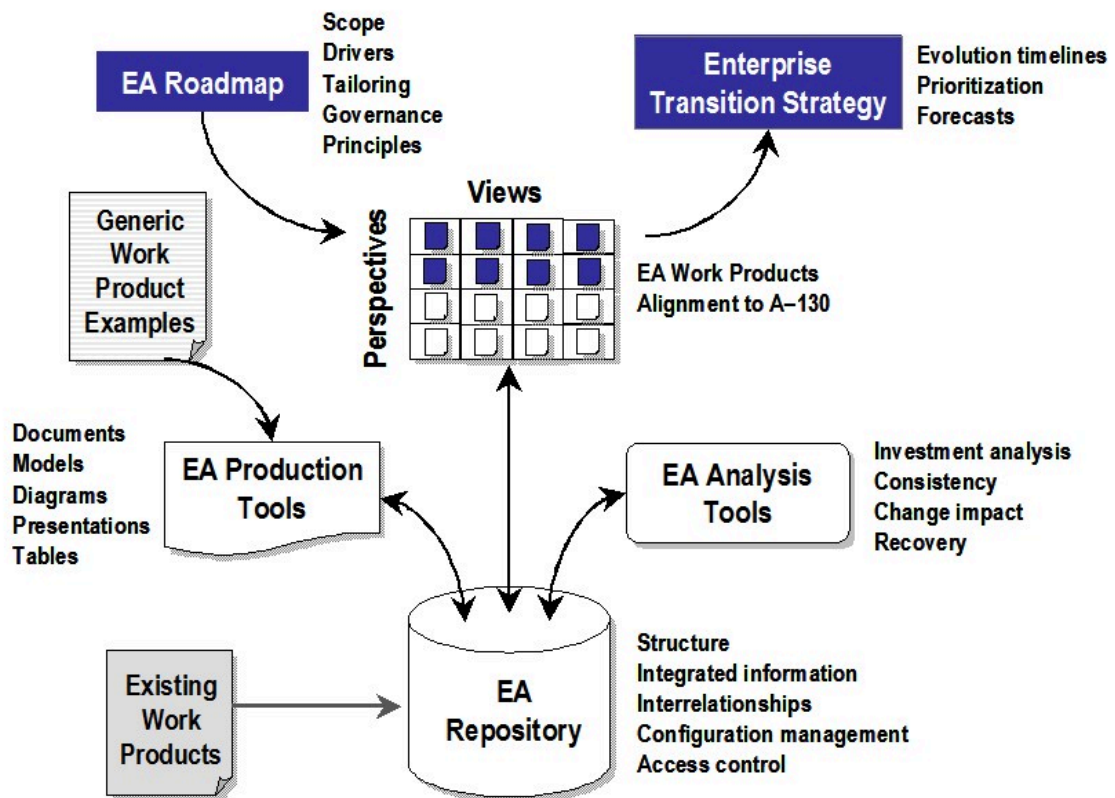 Scope
Drivers
Tailoring
Governance
Principles
EA Roadmap
Enterprise
Transition Strategy
Evolution timelines
Prioritization
Forecasts
Views
Perspectives
Generic
Work
Product
Examples
EA Work Products
Alignment to A–130
Documents
Models
Diagrams
Presentations
Tables
EA Production
Tools
EA Analysis
Tools
Investment analysis
Consistency
Change impact
Recovery
Existing
Work
Products
EA
Repository
Structure
Integrated information
Interrelationships
Configuration management
Access control